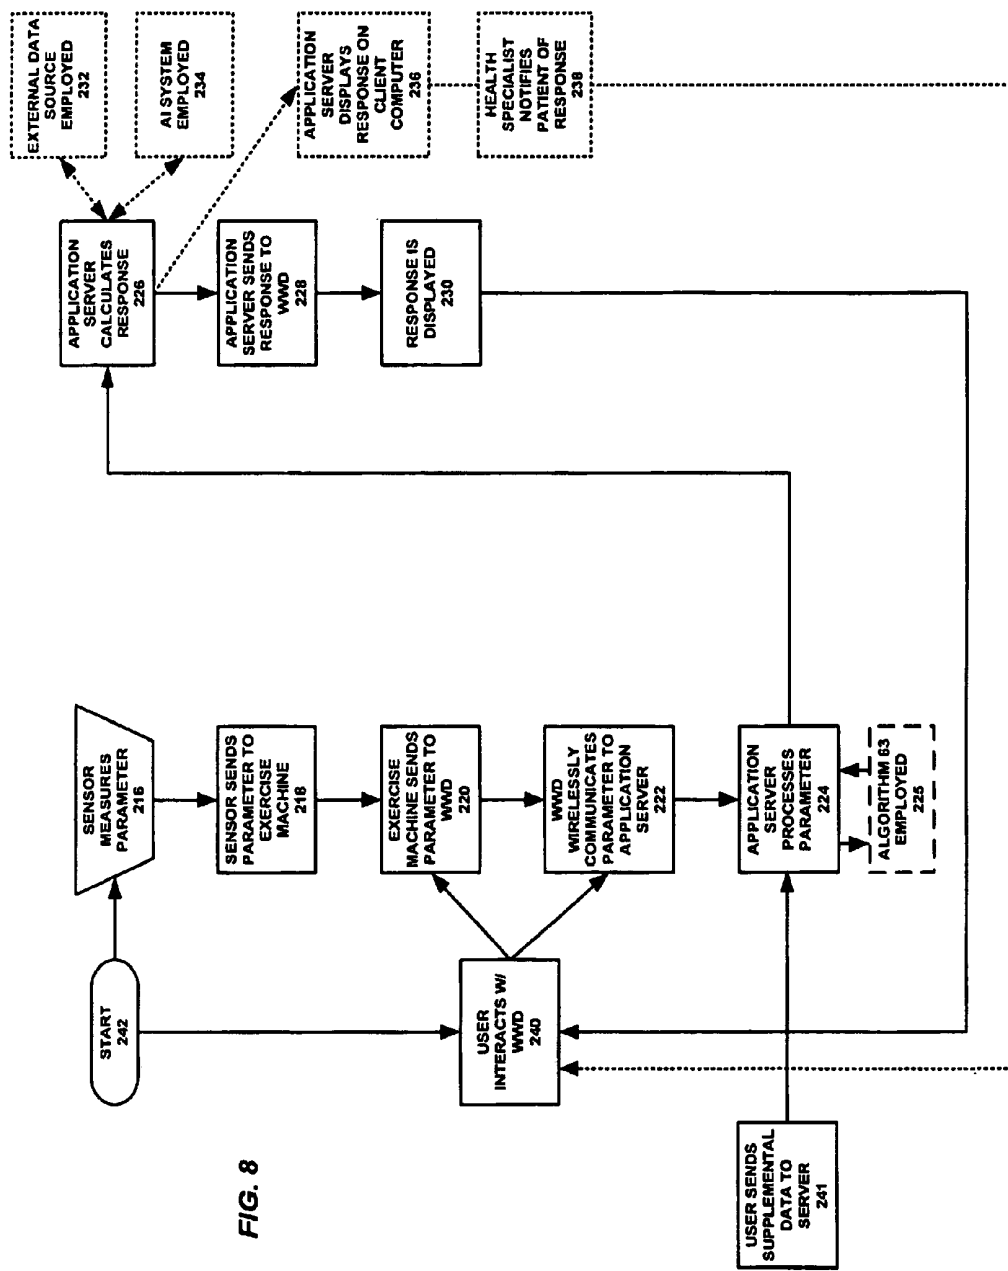 FIG. 8
START
242
SENSOR
MEASURES
PARAMETER
216
SENSOR SENDS
PARAMETER TO
EXERCISE
MACHINE
218
EXERCISE
MACHINE SENDS
PARAMETER TO
WWD
220
WWD
WIRELESSLY
COMMUNICATES
PARAMETER TO
APPLICATION
SERVER
222
APPLICATION
SERVER
PROCESSES
PARAMETER
224
ALGORITHM 63
EMPLOYED
225
USER
INTERACTS W/
WWD
240
USER SENDS
SUPPLEMENTAL
DATA TO
SERVER
241
APPLICATION
SERVER
CALCULATES
RESPONSE
226
APPLICATION
SERVER SENDS
RESPONSE TO
WWD
228
RESPONSE IS
DISPLAYED
230
EXTERNAL DATA
SOURCE
EMPLOYED
232
AI SYSTEM
EMPLOYED
234
APPLICATION
SERVER
DISPLAYS
RESPONSE ON
CLIENT
COMPUTER
236
HEALTH
SPECIALIST
NOTIFIES
PATIENT OF
RESPONSE
238